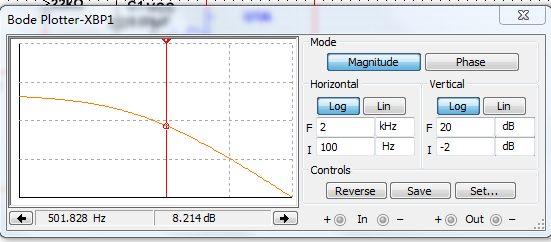 Bode Plotter-XBP1
Mode
Magnitude
Phase
Horizontal
Vertical
Log
Lin
Log
Lin
F 2 kHz
F 20 dB
I 100 Hz
I -2 dB
Controls
Reverse
Save
Set...
501.828 Hz
8.214 dB
+ In −
+ Out −